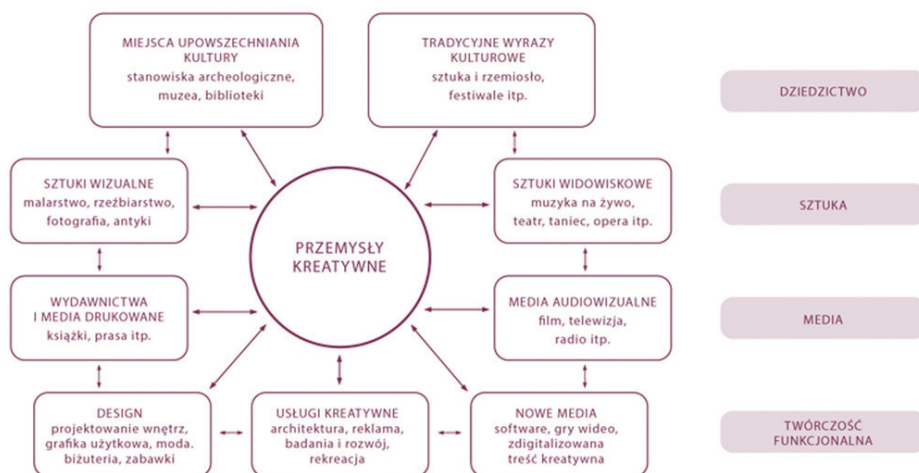 MIEJSCA UPOWSZECHNIANIA
KULTURY
stanowiska archeologiczne,
muzea, biblioteki
TRADYCYJNE WYRAZY
KULTUROWE
sztuka i rzemiosło,
festiwale itp.
DZIEDZICTWO
SZTUKI WIZUALNE
malarstwo, rzeźbiarstwo,
fotografia, antyki
SZTUKI WIDOWISKOWE
muzyka na żywo,
teatr, taniec, opera itp.
SZTUKA
PRZEMYSŁY
KREATYWNE
WYDAWNICTWA
I MEDIA DRUKOWANE
książki, prasa itp.
MEDIA AUDIOWIZUALNE
film, telewizja,
radio itp.
MEDIA
DESIGN
projektowanie wnętrz,
grafika użytkowa, moda.
biżuteria, zabawki
USŁUGI KREATYWNE
architektura, reklama,
badania i rozwój,
rekreacja
NOWE MEDIA
software, gry wideo,
zdigitalizowana
treść kreatywna
TWÓRCZOŚĆ
FUNKCJONALNA